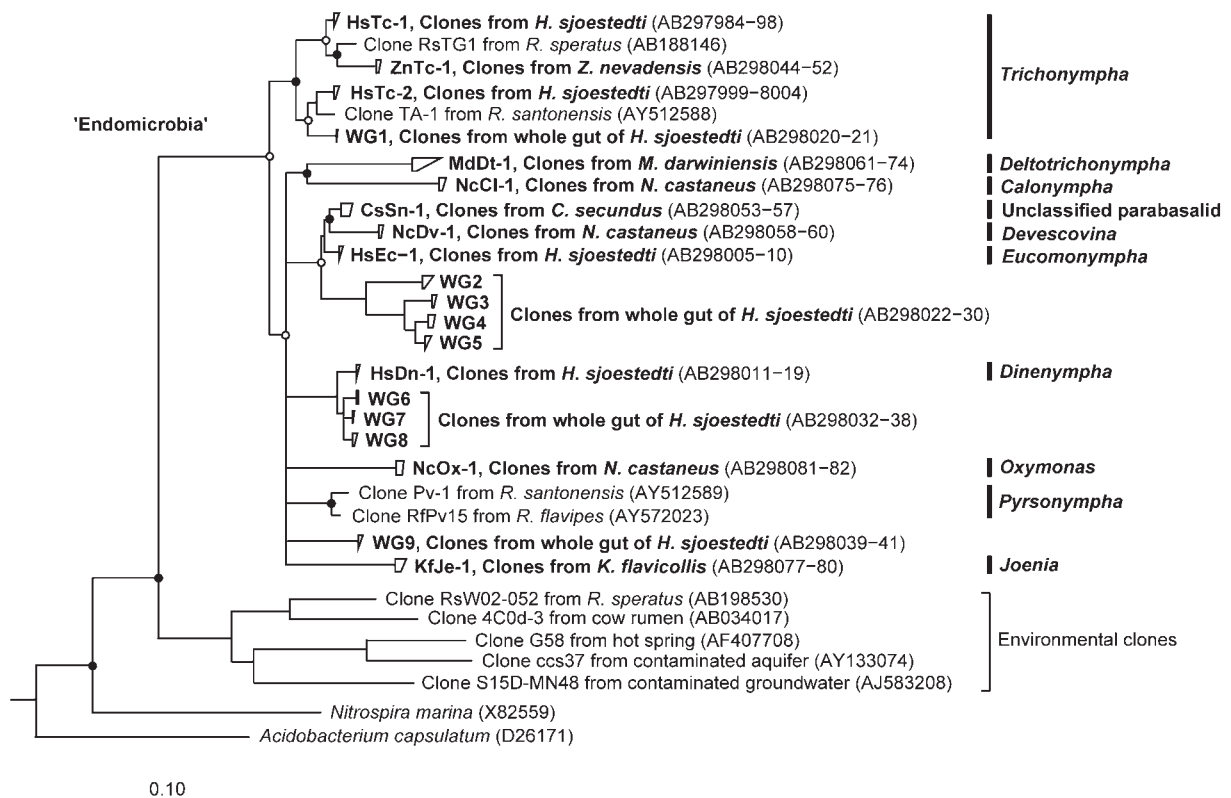 HsTc-1, Clones from H. sjoestedti (AB297984−98)
Clone RsTG1 from R. speratus (AB188146)
ZnTc-1, Clones from Z. nevadensis (AB298044−52)
Trichonympha
HsTc-2, Clones from H. sjoestedti (AB297999−8004)
Clone TA-1 from R. santonensis (AY512588)
'Endomicrobia'
WG1, Clones from whole gut of H. sjoestedti (AB298020−21)
MdDt-1, Clones from M. darwiniensis (AB298061−74)
Deltotrichonympha
NcCl-1, Clones from N. castaneus (AB298075−76)
Calonympha
CsSn-1, Clones from C. secundus (AB298053−57)
Unclassified parabasalid
NcDv-1, Clones from N. castaneus (AB298058−60)
Devescovina
HsEc−1, Clones from H. sjoestedti (AB298005−10)
Eucomonympha
WG2
WG3
Clones from whole gut of H. sjoestedti (AB298022−30)
WG4
WG5
HsDn-1, Clones from H. sjoestedti (AB298011−19)
Dinenympha
WG6
WG7
Clones from whole gut of H. sjoestedti (AB298032−38)
WG8
NcOx-1, Clones from N. castaneus (AB298081−82)
Oxymonas
Clone Pv-1 from R. santonensis (AY512589)
Pyrsonympha
Clone RfPv15 from R. flavipes (AY572023)
WG9, Clones from whole gut of H. sjoestedti (AB298039−41)
KfJe-1, Clones from K. flavicollis (AB298077−80)
Joenia
Clone RsW02-052 from R. speratus (AB198530)
Clone 4C0d-3 from cow rumen (AB034017)
Clone G58 from hot spring (AF407708)
Environmental clones
Clone ccs37 from contaminated aquifer (AY133074)
Clone S15D-MN48 from contaminated groundwater (AJ583208)
Nitrospira marina (X82559)
Acidobacterium capsulatum (D26171)
0.10